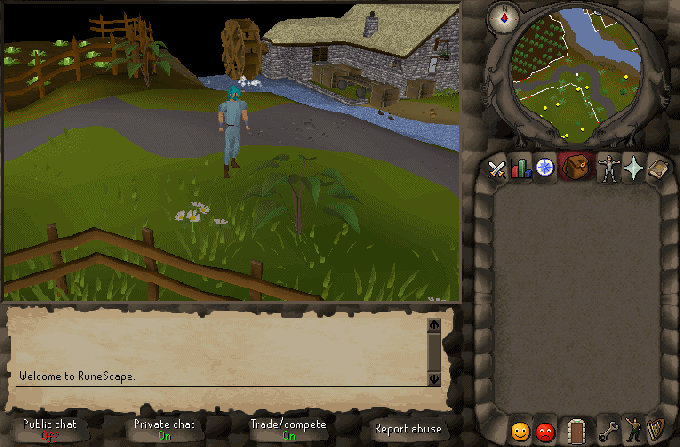 Welcome to RuneScape.
Public chat
Off
Private chat
On
Trade/compete
On
Report abuse